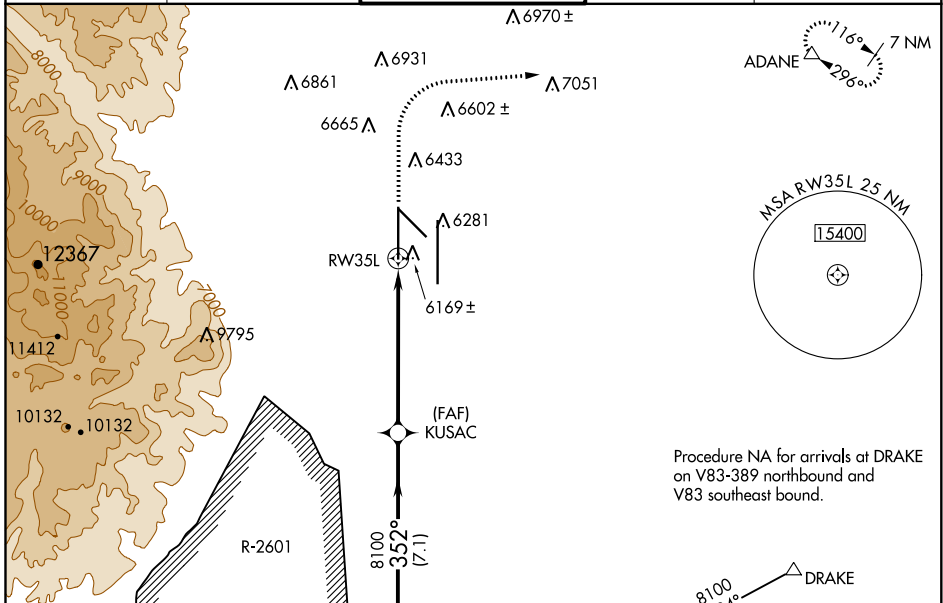 6970 ±
8000
6931
116°
7 NM
ADANE
296°
6861
7051
6602 ±
6665
6433
9000
10000
MSA RW35L 25 NM
6281
15400
12367
RW35L
11000
7000
6169 ±
9795
11412
(FAF)
KUSAC
10132
10132
Procedure NA for arrivals at DRAKE
on V83-389 northbound and
V83 southeast bound.
R-2601
8100
352°
(7.1)
8100
DRAKE